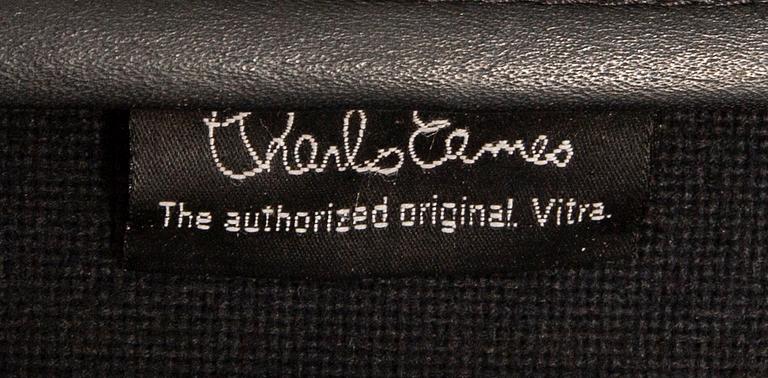 Charles Eames
The authorized original. Vitra.